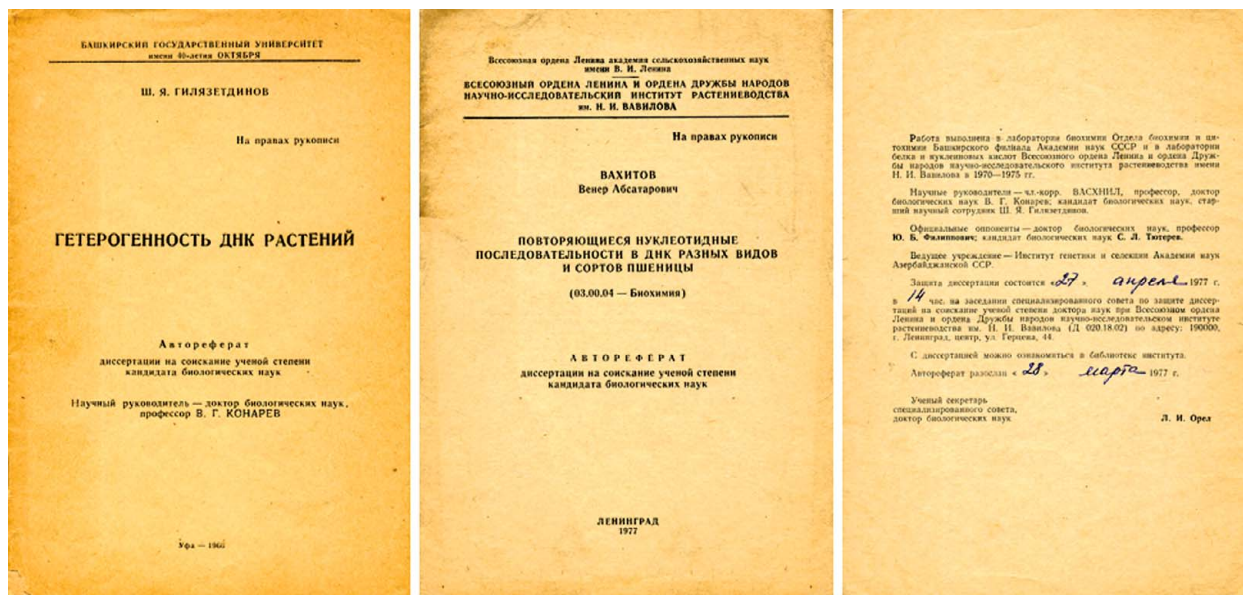 БАШКИРСКИЙ ГОСУДАРСТВЕННЫЙ УНИВЕРСИТЕТ
имени 40-летия ОКТЯБРЯ
Ш. Я. ГИЛЯЗЕТДИНОВ
На правах рукописи
ГЕТЕРОГЕННОСТЬ ДНК РАСТЕНИЙ
Автореферат
диссертации на соискание ученой степени
кандидата биологических наук
Научный руководитель — доктор биологических наук,
профессор В. Г. КОНАРЕВ
Уфа —
Всесоюзная ордена Ленина академия сельскохозяйственных наук
имени В. И. Ленина
ВСЕСОЮЗНЫЙ ОРДЕНА ЛЕНИНА И ОРДЕНА ДРУЖБЫ НАРОДОВ
НАУЧНО-ИССЛЕДОВАТЕЛЬСКИЙ ИНСТИТУТ РАСТЕНИЕВОДСТВА
им. Н. И. ВАВИЛОВА
На правах рукописи
ВАХИТОВ
Венер Абсатарович
ПОВТОРЯЮЩИЕСЯ НУКЛЕОТИДНЫЕ
ПОСЛЕДОВАТЕЛЬНОСТИ В ДНК РАЗНЫХ ВИДОВ
И СОРТОВ ПШЕНИЦЫ
(03.00.04 — Биохимия)
АВТОРЕФЕРАТ
диссертации на соискание ученой степени
кандидата биологических наук
ЛЕНИНГРАД
1977
Работа выполнена в лаборатории биохимии Отдела биохимии и ци-
тохимии Башкирского филиала Академии наук СССР и в лаборатории
белка и нуклеиновых кислот Всесоюзного ордена Ленина и ордена Друж-
бы народов научно-исследовательского института растениеводства имени
Н. И. Вавилова в 1970—1975 гг.
Научные руководители — чл.-корр. ВАСХНИЛ, профессор, доктор
биологических наук В. Г. Конарев; кандидат биологических наук, стар-
ший научный сотрудник Ш. Я. Гилязетдинов.
Официальные оппоненты — доктор биологических наук, профессор
Ю. Б. Филиппович; кандидат биологических наук С. Л. Тютерев.
Ведущее учреждение — Институт генетики и селекции Академии наук
Азербайджанской ССР.
Защита диссертации состоится «27» апреля 1977 г.
в 14 час. на заседании специализированного совета по защите диссер-
таций на соискание ученой степени доктора наук при Всесоюзном ордена
Ленина и ордена Дружбы народов научно-исследовательском институте
растениеводства им. Н. И. Вавилова (Д 020.18.02) по адресу: 190000,
г. Ленинград, центр, ул. Герцена, 44.
С диссертацией можно ознакомиться в библиотеке института.
Автореферат разослан «28» марта 1977 г.
Ученый секретарь
специализированного совета,
доктор биологических наук
Л. И. Орел